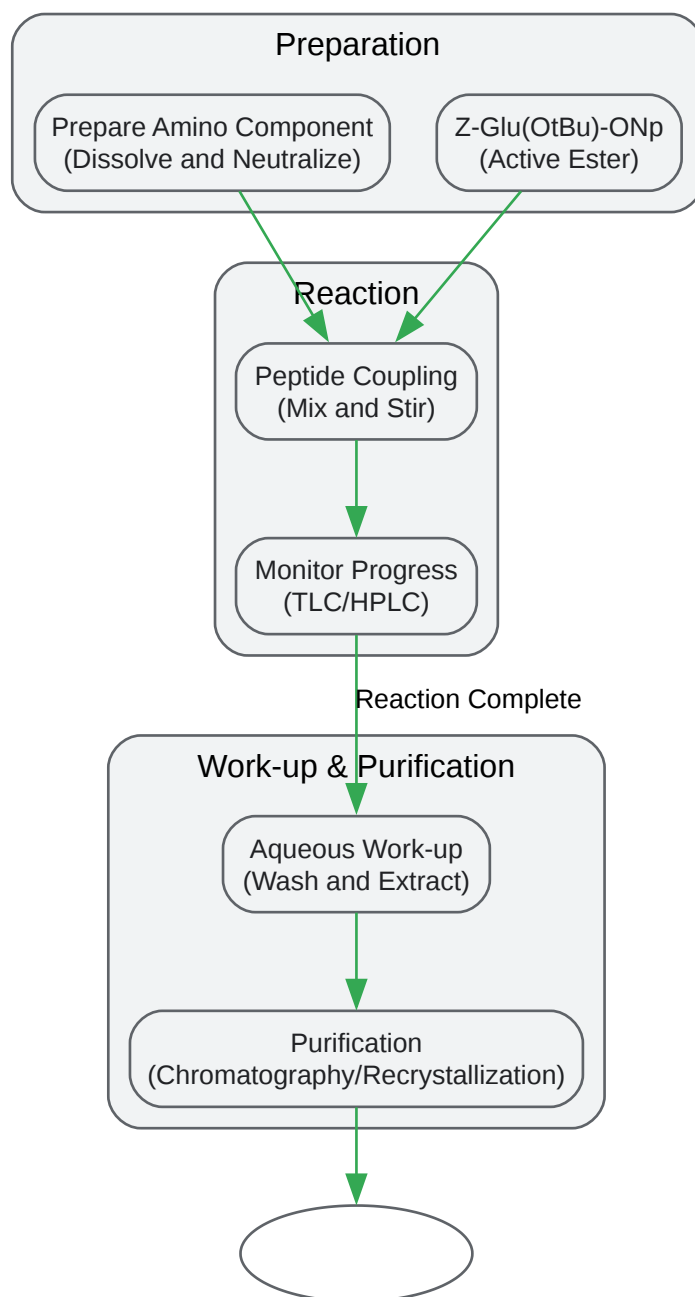 Preparation
Prepare Amino Component
(Dissolve and Neutralize)
Z-Glu(OtBu)-ONp
(Active Ester)
Reaction
Peptide Coupling
(Mix and Stir)
Monitor Progress
(TLC/HPLC)
Reaction Complete
Work-up & Purification
Aqueous Work-up
(Wash and Extract)
Purification
(Chromatography/Recrystallization)